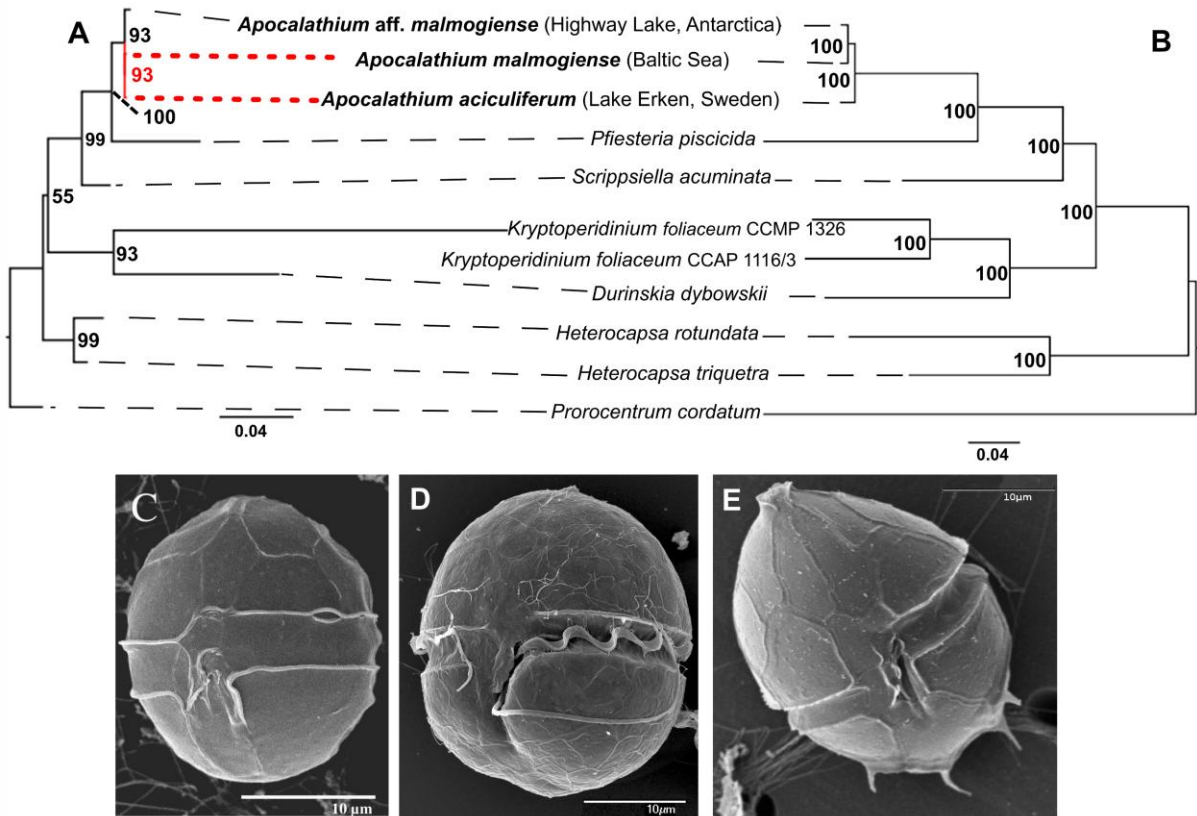 A
B
93
Apocalathium aff. malmogiense (Highway Lake, Antarctica)
100
93
Apocalathium malmogiense (Baltic Sea)
100
Apocalathium aciculiferum (Lake Erken, Sweden)
100
100
99
Pfiesteria piscicida
100
Scrippsiella acuminata
55
100
Kryptoperidinium foliaceum CCMP 1326
93
100
Kryptoperidinium foliaceum CCAP 1116/3
100
Durinskia dybowskii
Heterocapsa rotundata
99
100
Heterocapsa triquetra
Prorocentrum cordatum
0.04
0.04
C
10 µm
D
10µm
E
10µm